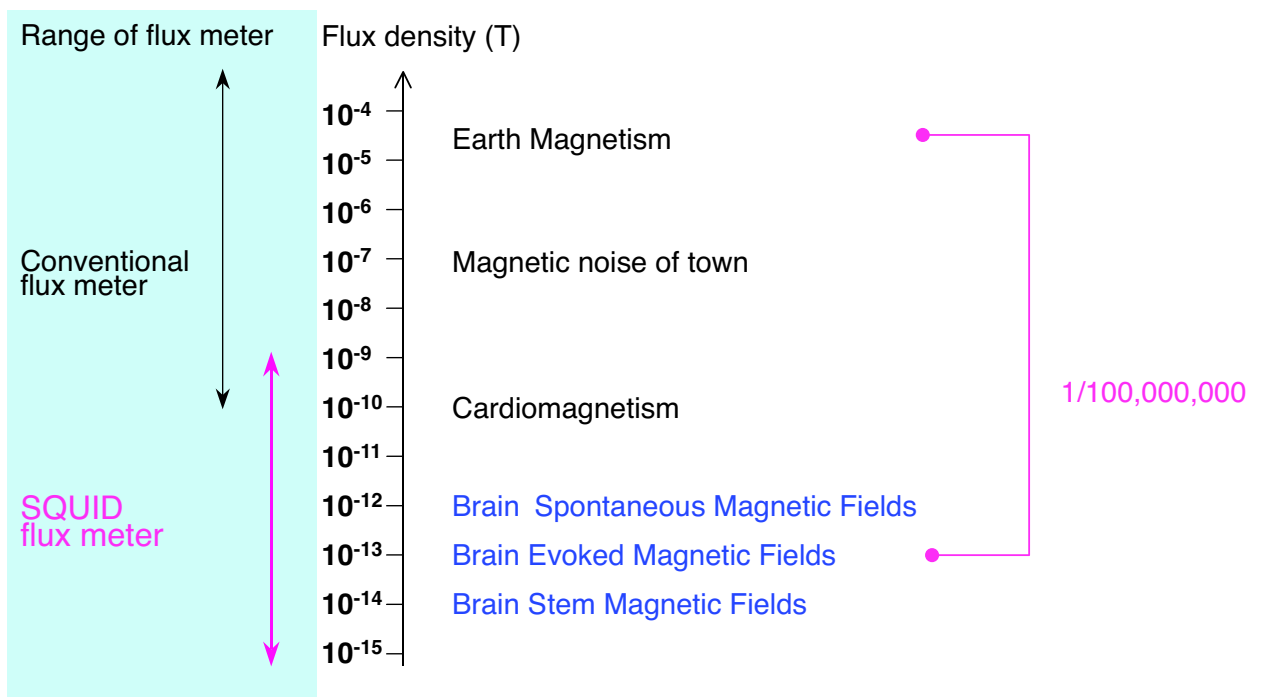 Range of flux meter
Flux density (T)
10-4
Earth Magnetism
10-5
10-6
Conventional
flux meter
10-7
Magnetic noise of town
10-8
10-9
10-10
Cardiomagnetism
1/100,000,000
10-11
SQUID
flux meter
10-12
Brain Spontaneous Magnetic Fields
10-13
Brain Evoked Magnetic Fields
10-14
Brain Stem Magnetic Fields
10-15